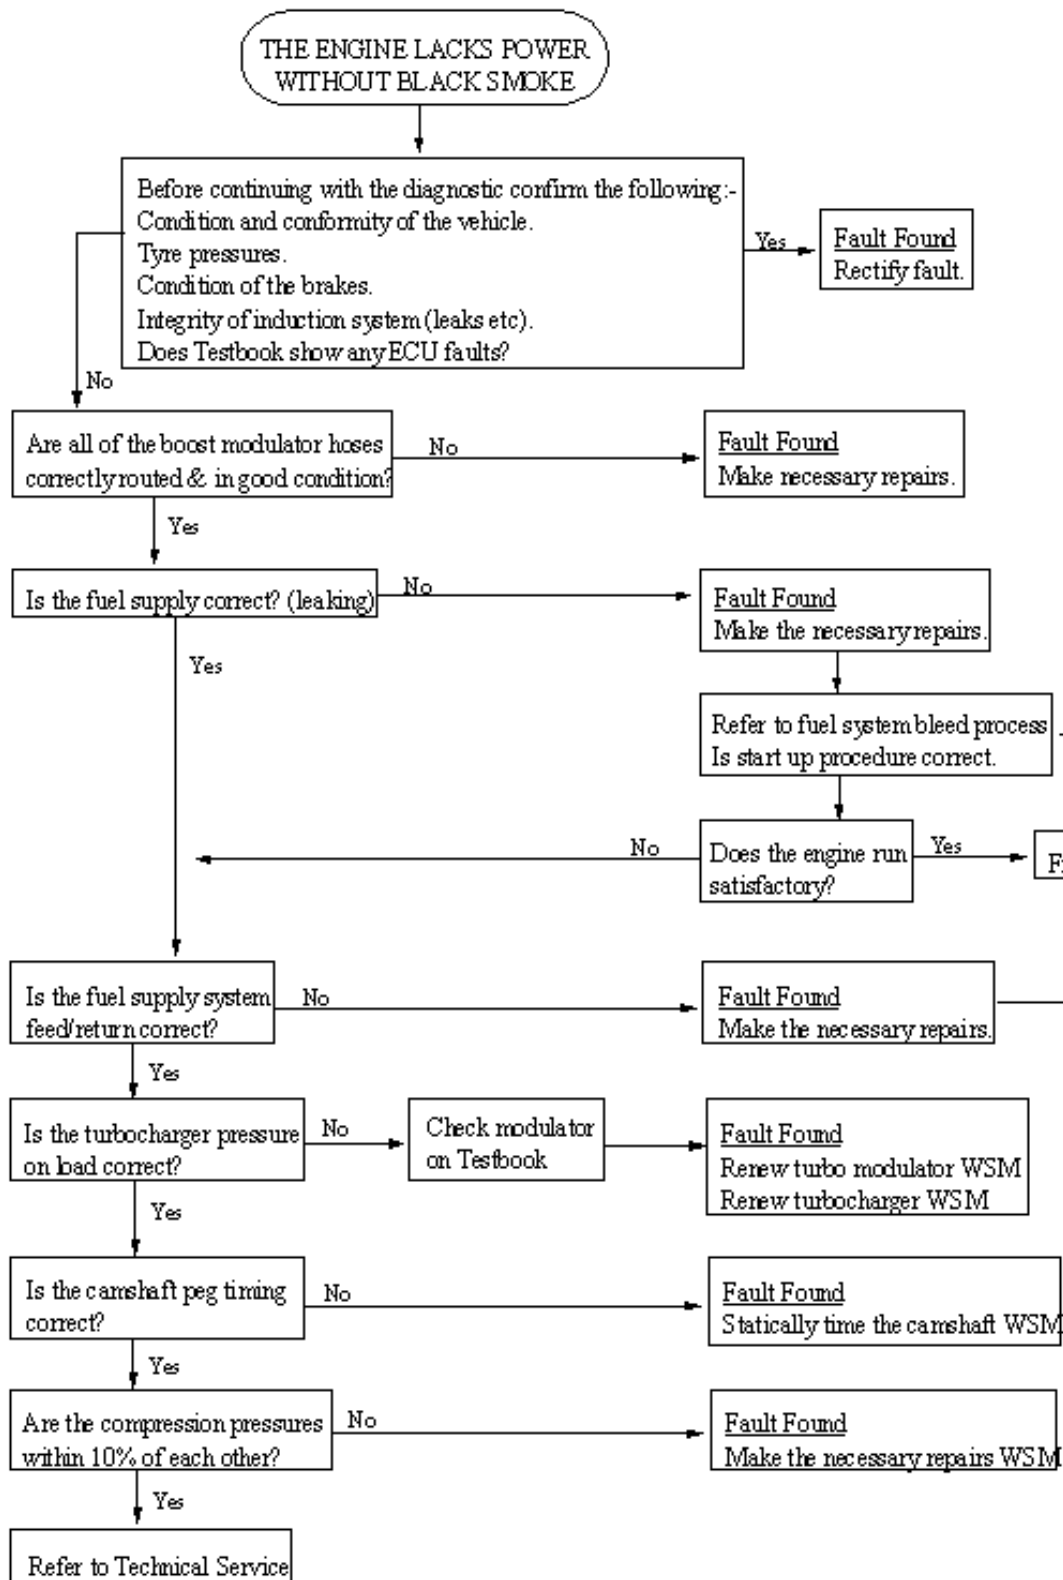 THE ENGINE LACKS POWER
WITHOUT BLACK SMOKE
Before continuing with the diagnostic confirm the following:-
Condition and conformity of the vehicle.
Tyre pressures.
Condition of the brakes.
Integrity of induction system (leaks etc).
Does Testbook show any ECU faults?
Yes
Fault Found
Rectify fault.
No
Are all of the boost modulator hoses
correctly routed & in good condition?
No
Fault Found
Make necessary repairs.
Yes
Is the fuel supply correct? (leaking)
No
Fault Found
Make the necessary repairs.
Yes
Refer to fuel system bleed process
Is start up procedure correct.
No
Does the engine run
satisfactory?
Yes
Is the fuel supply system
feed/return correct?
No
Fault Found
Make the necessary repairs.
Yes
Is the turbocharger pressure
on load correct?
No
Check modulator
on Testbook
Fault Found
Renew turbo modulator WSM
Renew turbocharger WSM
Yes
Is the camshaft peg timing
correct?
No
Fault Found
Statically time the camshaft WSM
Yes
Are the compression pressures
within 10% of each other?
No
Fault Found
Make the necessary repairs WSM
Yes
Refer to Technical Service